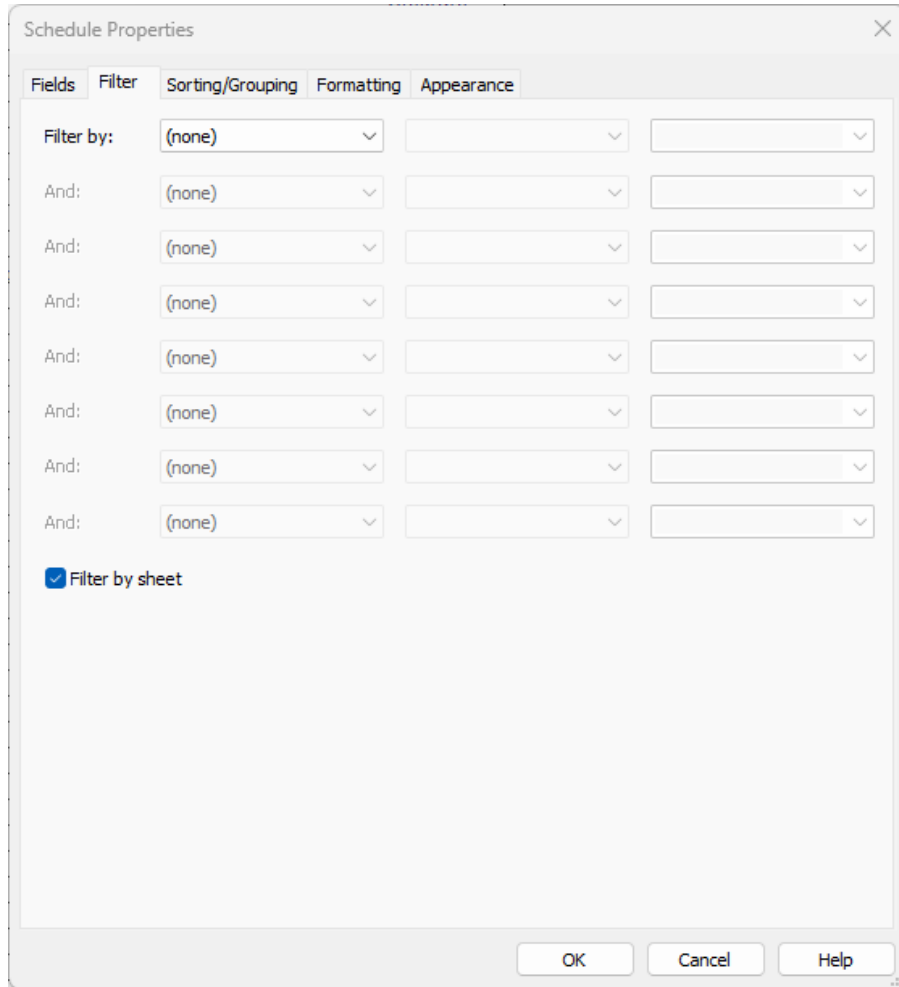 Schedule Properties
Fields Filter Sorting/Grouping Formatting Appearance
Filter by: (none)
And: (none)
And: (none)
And: (none)
And: (none)
And: (none)
And: (none)
And: (none)
Filter by sheet
OK Cancel Help